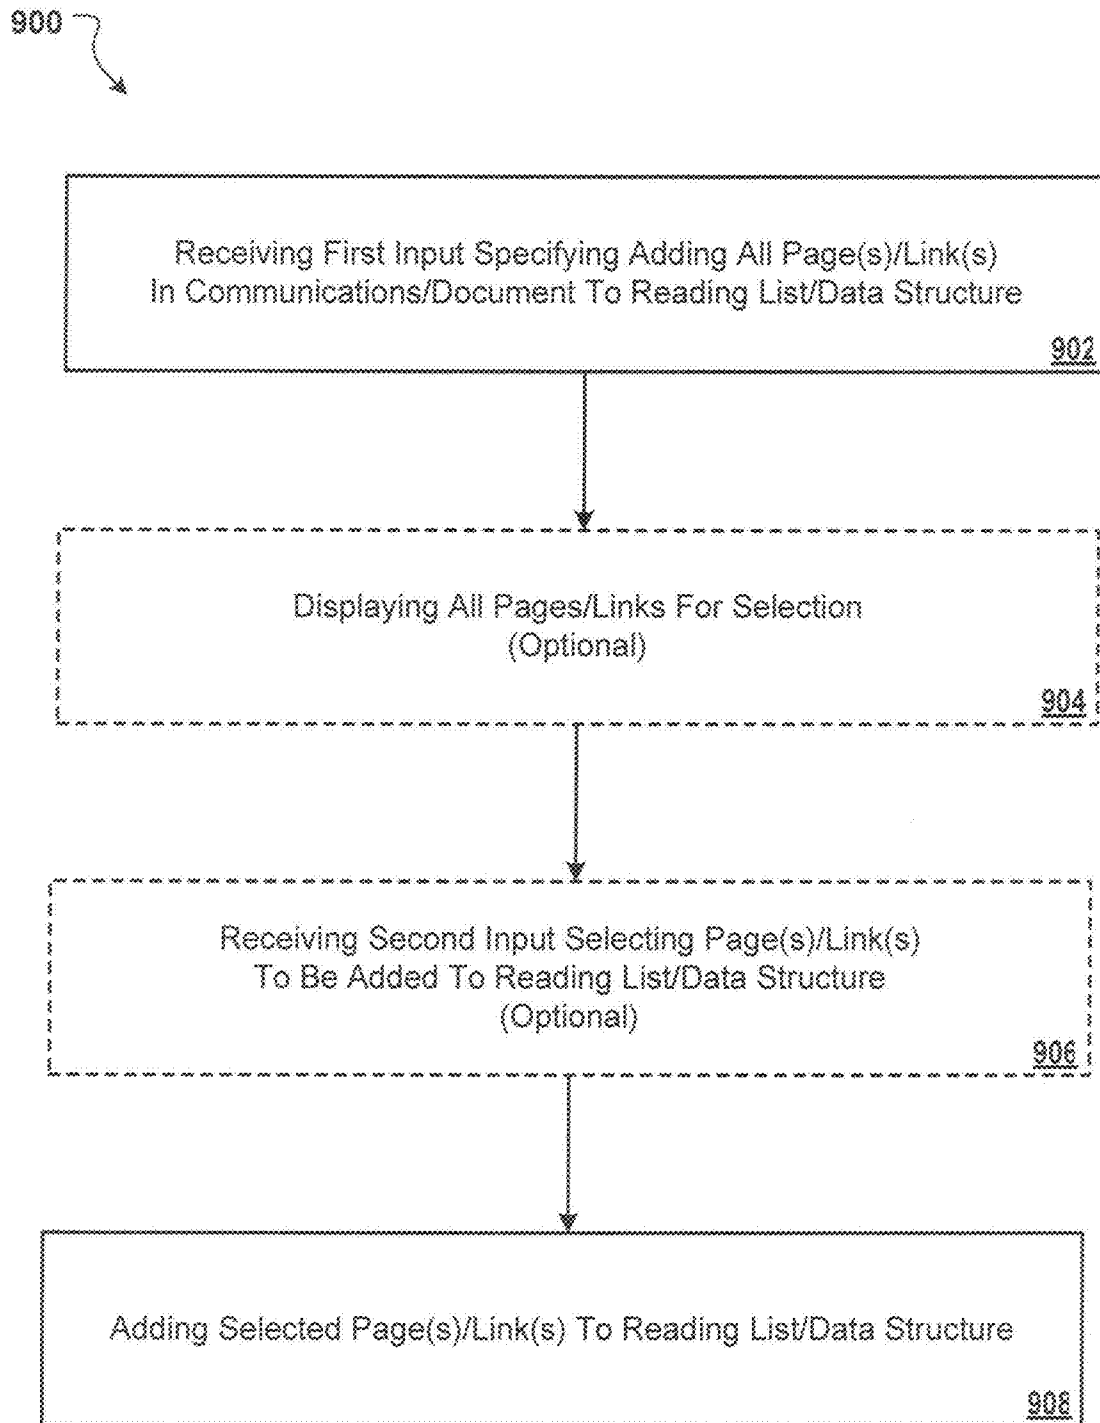 900
Receiving First Input Specifying Adding All Page(s)/Link(s)
In Communications/Document To Reading List/Data Structure
902
Displaying All Pages/Links For Selection
(Optional)
904
Receiving Second Input Selecting Page(s)/Link(s)
To Be Added To Reading List/Data Structure
(Optional)
906
Adding Selected Page(s)/Link(s) To Reading List/Data Structure
908